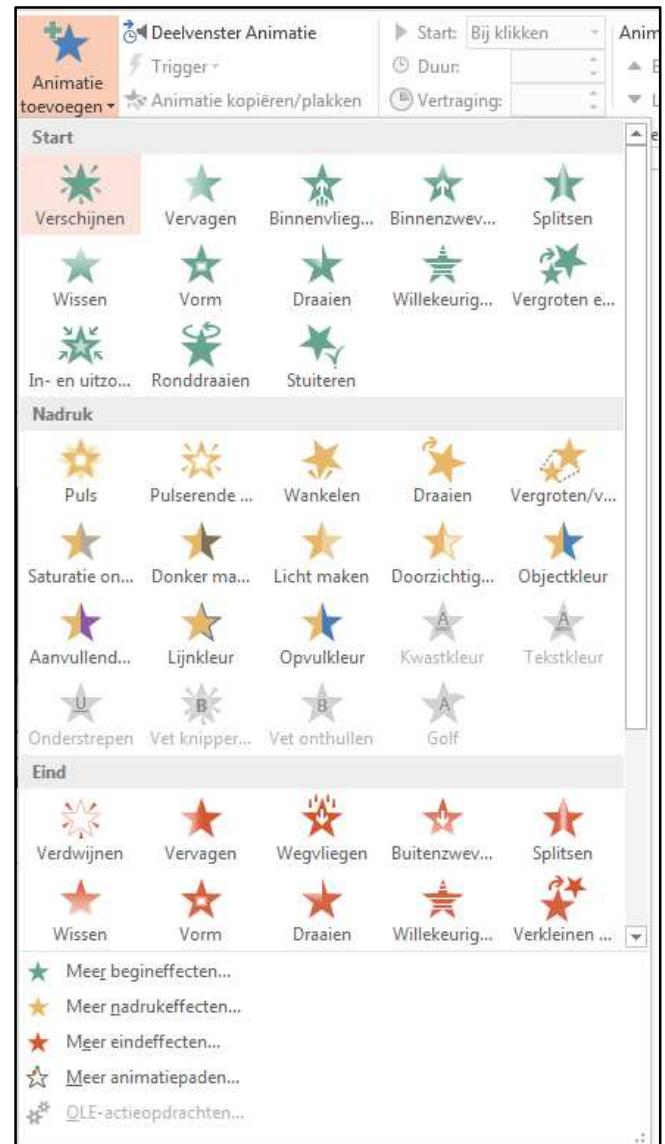 Animatie toevoegen
Deelvenster Animatie
Trigger
Animatie kopiëren/plakken
Start: Bij klikken
Duur:
Vertraging:
Anim
Start
Verschijnen Vervagen Binnenvlieg... Binnenzwev... Splitsen
Wissen Vorm Draaien Willekeurig... Vergroten e...
In- en uitzo... Ronddraaien Stuiteren
Nadruk
Puls Pulserende ... Wankelen Draaien Vergroten/v...
Saturatie on... Donker ma... Licht maken Doorzichtig... Objectkleur
Aanvullend... Lijnkleur Opvulkleur Kwastkleur Tekstkleur
Onderstrepen Vet knipper... Vet onthullen Golf
Eind
Verdwijnen Vervagen Wegvliegen Buitenzwev... Splitsen
Wissen Vorm Draaien Willekeurig... Verkleinen ...
Meer begineffecten...
Meer nadrukeffecten...
Meer eindeffecten...
Meer animatiepaden...
OLE-actieopdrachten...